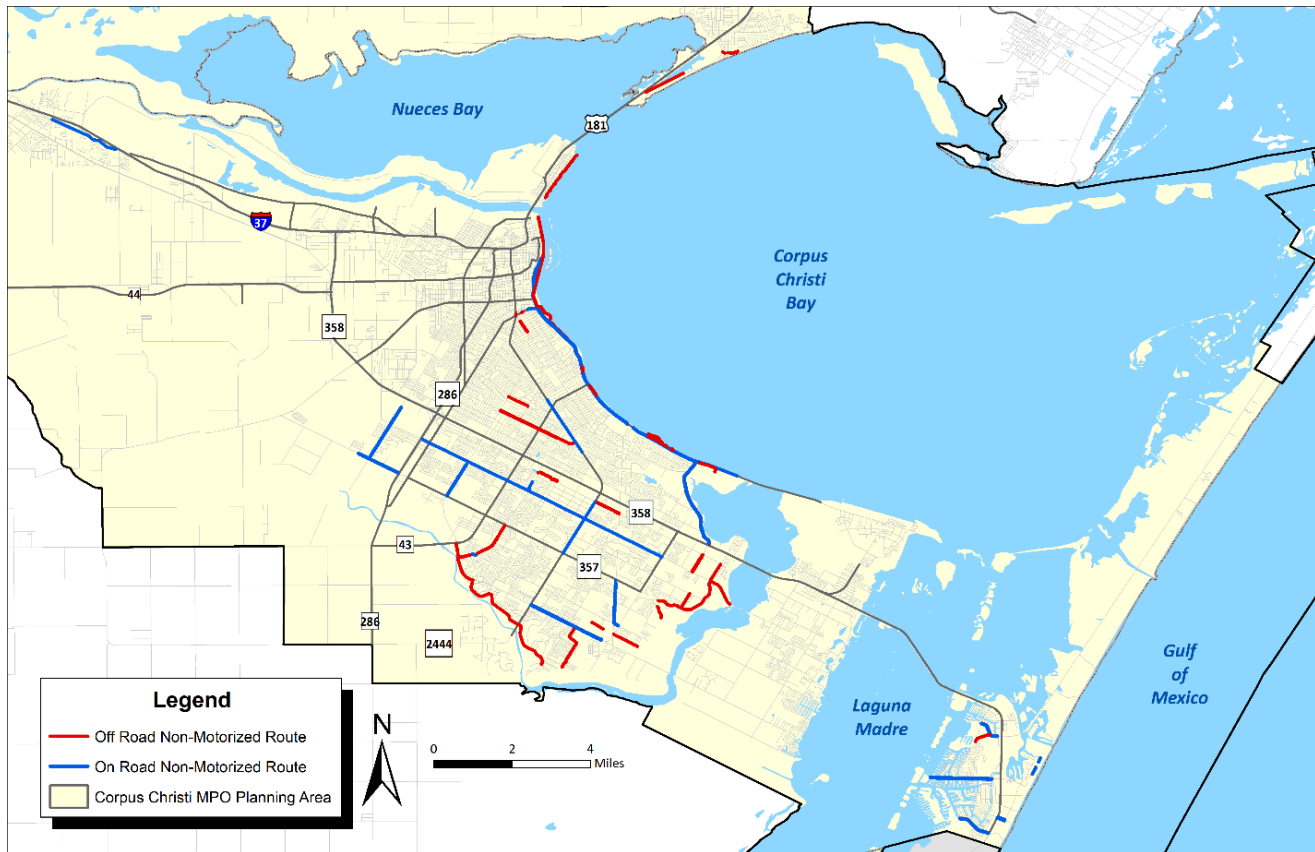 Nueces Bay
181
37
Corpus
Christi
Bay
44
358
286
358
43
357
286
2444
Gulf
of
Mexico
Laguna
Madre
Legend
Off Road Non-Motorized Route
On Road Non-Motorized Route
Corpus Christi MPO Planning Area
N
0 2 4
Miles